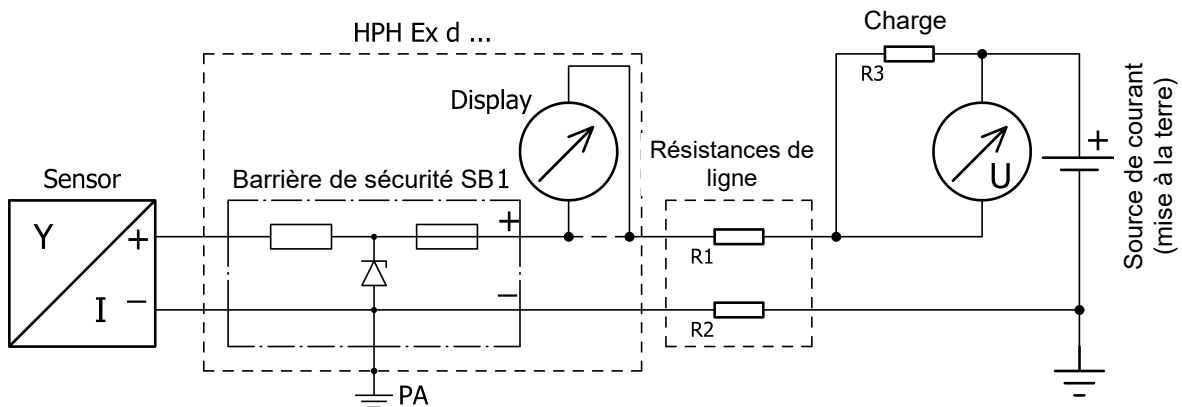 Charge
HPH Ex d ...
R3
Display
Résistances de
ligne
Sensor
Barrière de sécurité SB1
Y
+
+
R1
U
+
I
−
−
R2
PA
Source de courant
(mise à la terre)